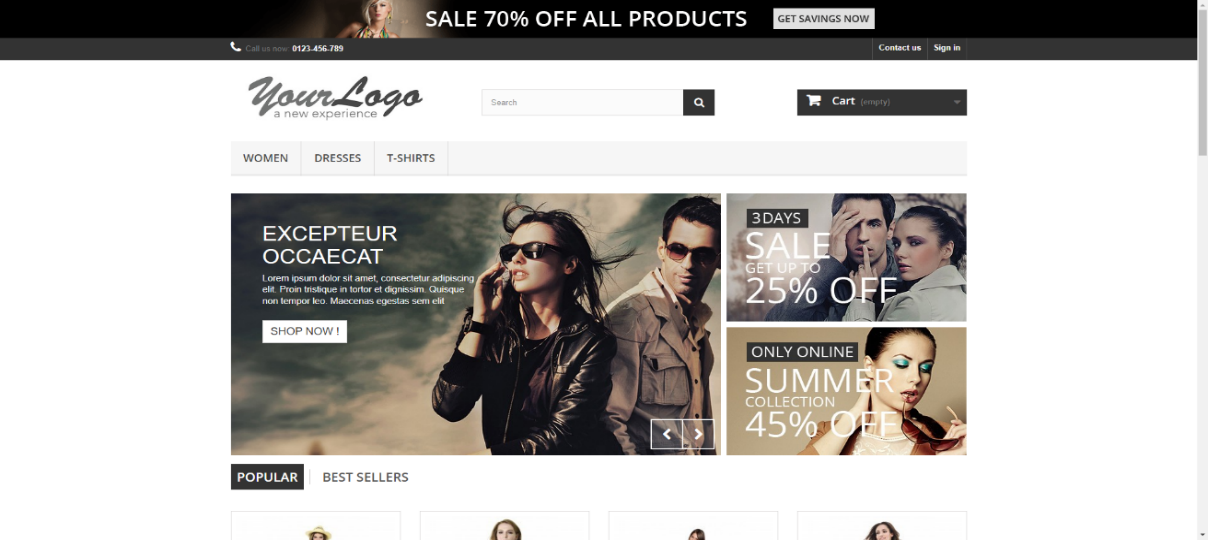 SALE 70% OFF ALL PRODUCTS GET SAVINGS NOW
Call us now: 0123-456-789 Contact us Sign in
YourLogo
a new experience
Search
Cart (empty)
WOMEN DRESSES T-SHIRTS
EXCEPTEUR
OCCAECAT
Lorem ipsum dolor sit amet, consectetur adipiscing
elit. Proin tristique in tortor et dignissim. Quisque
non tempor leo. Maecenas egestas sem elit
SHOP NOW !
3DAYS
SALE
GET UP TO
25% OFF
ONLY ONLINE
SUMMER
COLLECTION
45% OFF
POPULAR BEST SELLERS